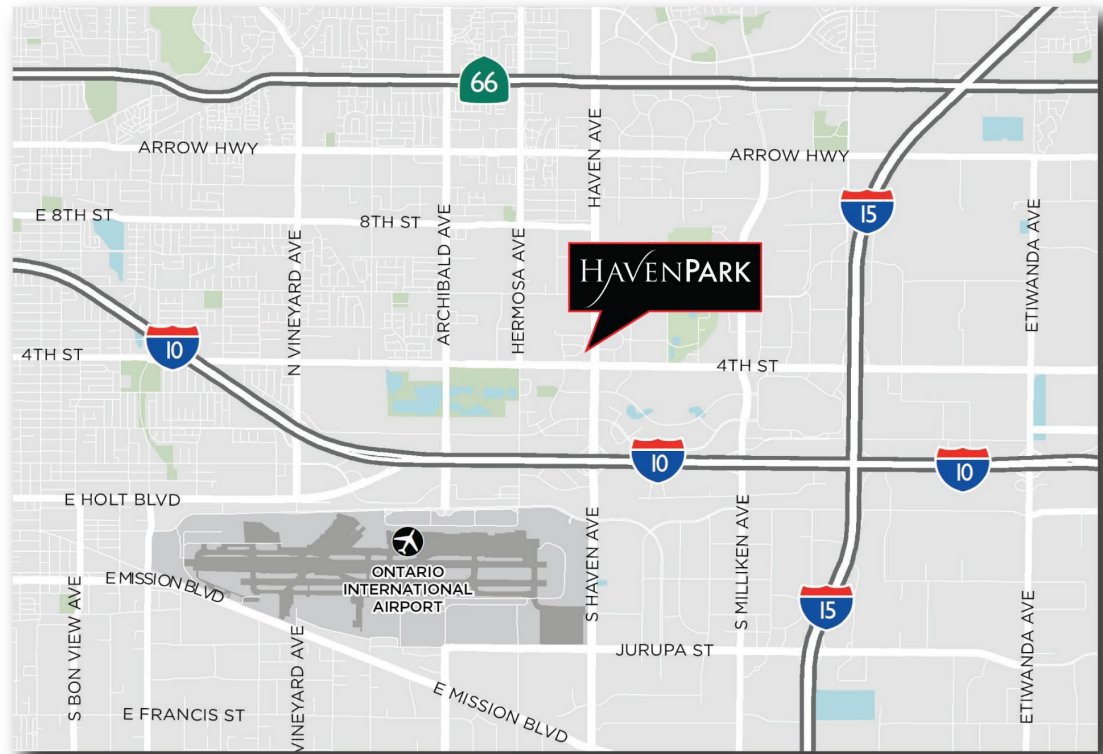 66
ARROW HWY
ARROW HWY
HAVEN AVE
E 8TH ST
8TH ST
15
N VINEYARD AVE
ARCHIBALD AVE
HERMOSA AVE
ETIWANDA AVE
HAVENPARK
4TH ST
10
4TH ST
10
10
E HOLT BLVD
S HAVEN AVE
S MILLIKEN AVE
ONTARIO
INTERNATIONAL
AIRPORT
E MISSION BLVD
S BON VIEW AVE
15
ETIWANDA AVE
VINEYARD AVE
JURUPA ST
E MISSION BLVD
E FRANCIS ST